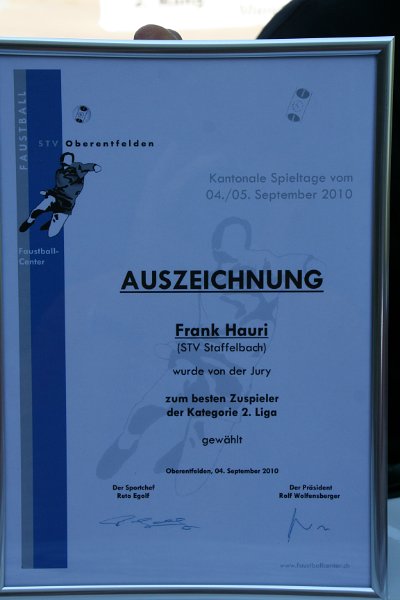 FAUSTBALL
STV Oberentfelden
Faustball-
Center
Kantonale Spieltage vom
04./05. September 2010
AUSZEICHNUNG
Frank Hauri
(STV Staffelbach)
wurde von der Jury
zum besten Zuspieler
der Kategorie 2. Liga
gewählt
Oberentfelden, 04. September 2010
Der Sportchef
Reto Egolf
Der Präsident
Rolf Wolfensberger
www.faustballcenter.ch